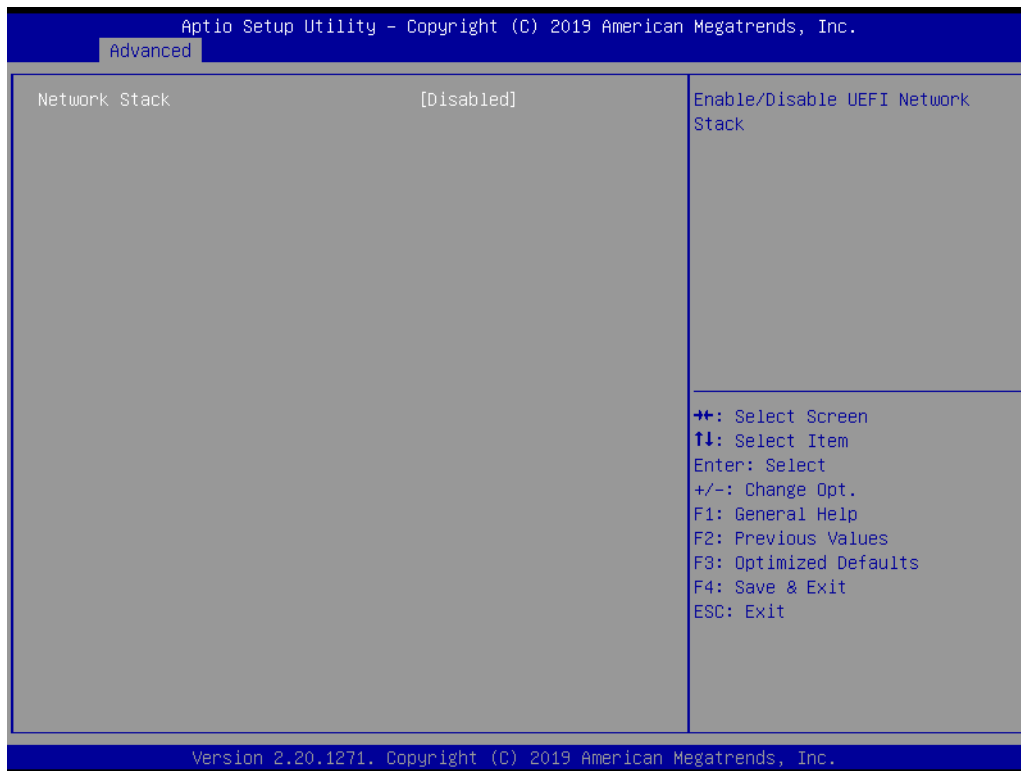 Aptio Setup Utility – Copyright (C) 2019 American Megatrends, Inc.
Advanced
Network Stack [Disabled]
Enable/Disable UEFI Network
Stack
→←: Select Screen
↑↓: Select Item
Enter: Select
+/-: Change Opt.
F1: General Help
F2: Previous Values
F3: Optimized Defaults
F4: Save & Exit
ESC: Exit
Version 2.20.1271. Copyright (C) 2019 American Megatrends, Inc.